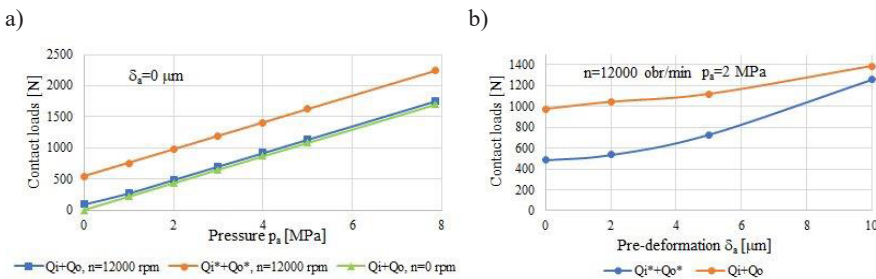 a)
b)
2500
2000
1500
1000
500
0
Contact loads [N]
δa=0 μm
0 2 4 6 8
Pressure pa [MPa]
Qi+Qo, n=12000 rpm Qi*+Qo*, n=12000 rpm Qi+Qo, n=0 rpm
1400
1200
1000
800
600
400
200
0
Contact loads [N]
n=12000 obr/min pa=2 MPa
0 2 4 6 8 10
Pre-deformation δa [μm]
Qi*+Qo* Qi+Qo